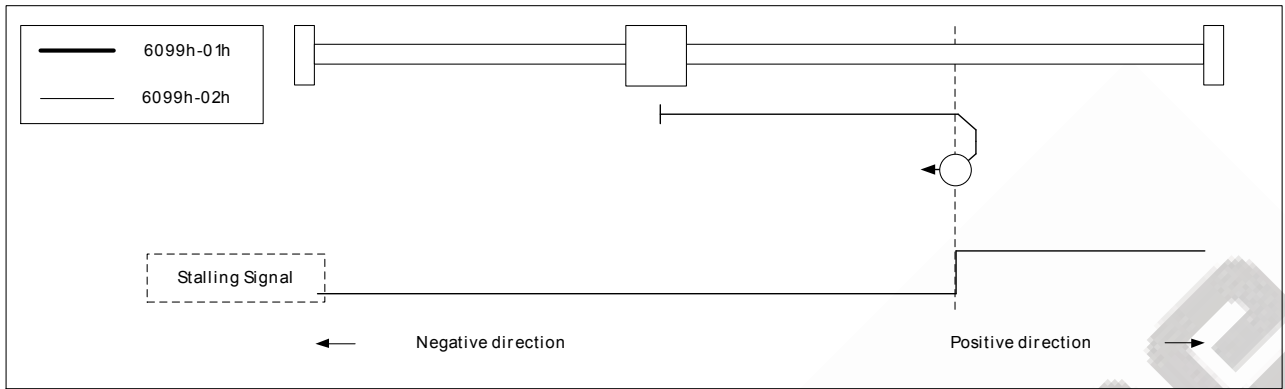 6099h-01h
6099h-02h
Stalling Signal
Negative direction
Positive direction